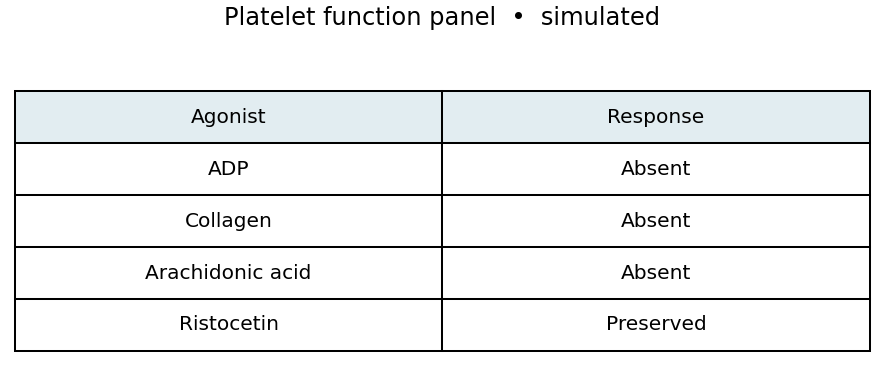 Platelet function panel • simulated
Agonist Response
ADP Absent
Collagen Absent
Arachidonic acid Absent
Ristocetin Preserved